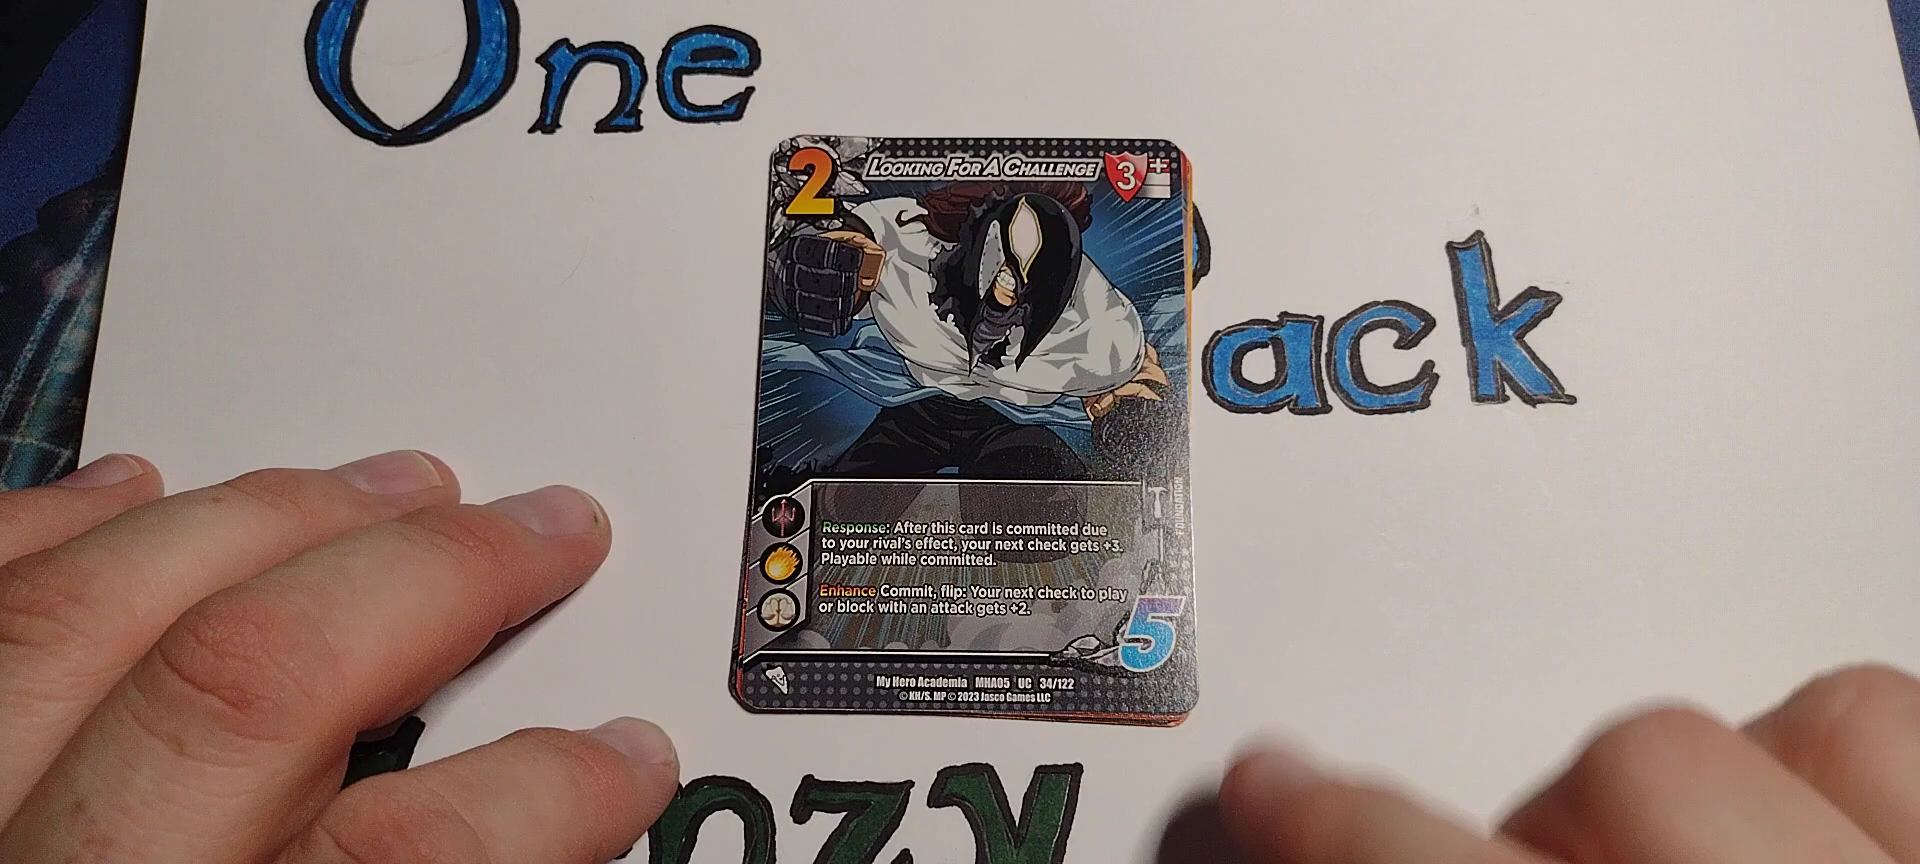 One
ack
2
LOOKING FOR A CHALLENGE
3
+
FOUNDATION
Response: After this card is committed due
to your rival's effect, your next check gets +3.
Playable while committed.
Enhance Commit, flip: Your next check to play
or block with an attack gets +2.
5
My Hero Academia MHA05 UC 34/122
© KH/S. MP © 2023 Jasco Games LLC
nzy